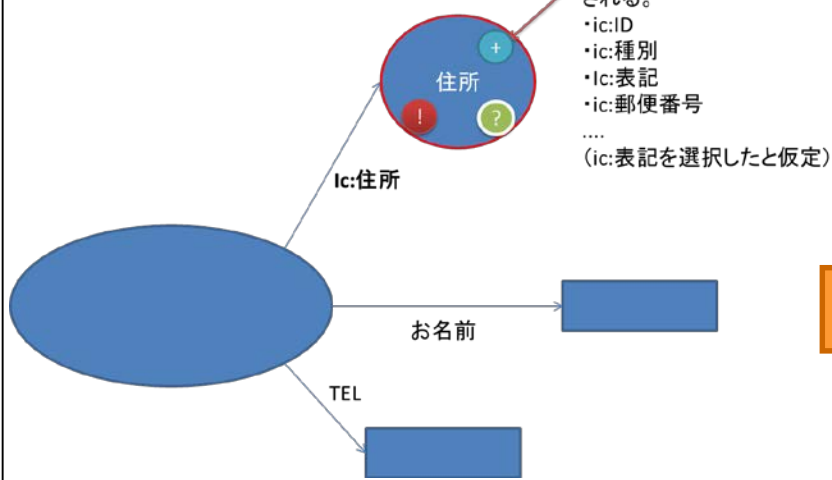 される。
・ic:ID
・ic:種別
・Ic:表記
・ic:郵便番号
....
（ic:表記を選択したと仮定）
+
住所
!
?
Ic:住所
お名前
TEL